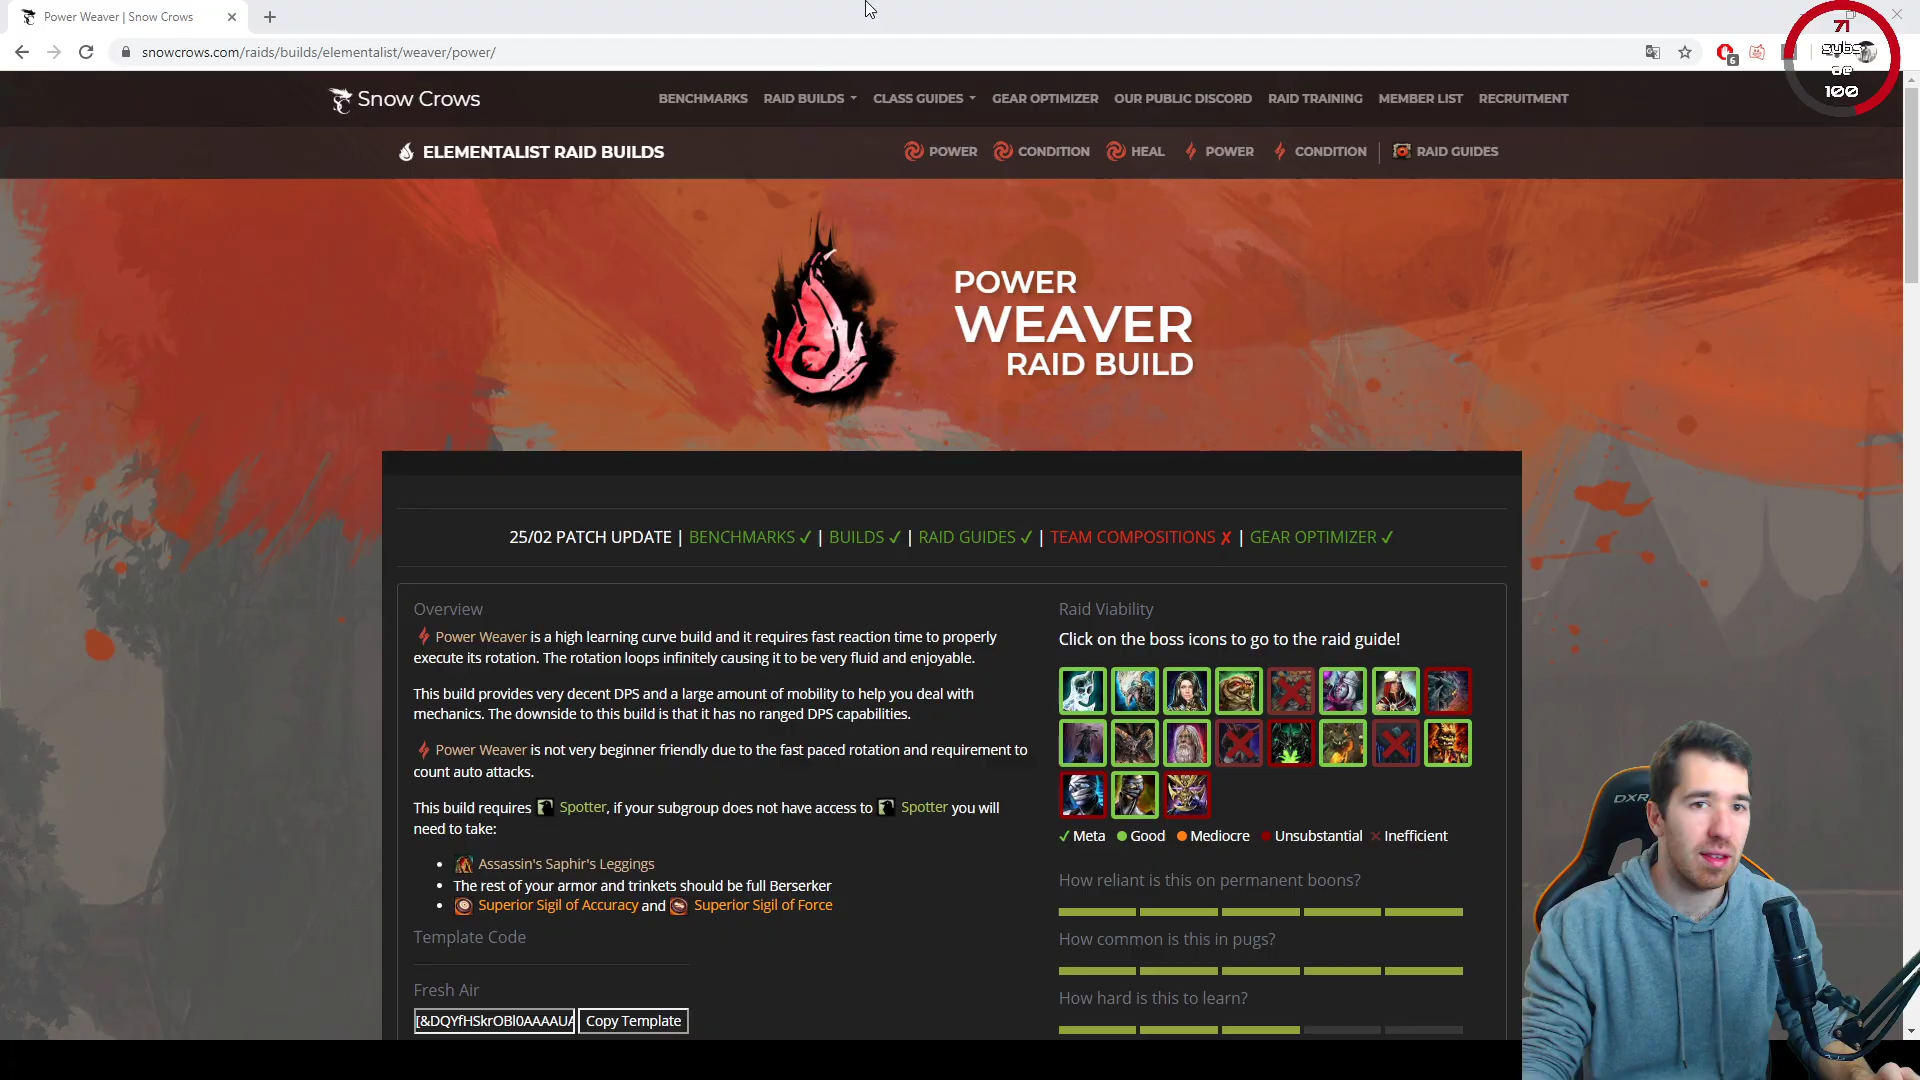 Power Weaver | Snow Crows
snowcrows.com/raids/builds/elementalist/weaver/power/
6
71
subs
de
100
Snow Crows
BENCHMARKS RAID BUILDS CLASS GUIDES GEAR OPTIMIZER OUR PUBLIC DISCORD RAID TRAINING MEMBER LIST RECRUITMENT
ELEMENTALIST RAID BUILDS
POWER CONDITION HEAL POWER CONDITION RAID GUIDES
POWER
WEAVER
RAID BUILD
25/02 PATCH UPDATE | BENCHMARKS ✓ | BUILDS ✓ | RAID GUIDES ✓ | TEAM COMPOSITIONS ✗ | GEAR OPTIMIZER ✓
Overview
Power Weaver is a high learning curve build and it requires fast reaction time to properly
execute its rotation. The rotation loops infinitely causing it to be very fluid and enjoyable.
This build provides very decent DPS and a large amount of mobility to help you deal with
mechanics. The downside to this build is that it has no ranged DPS capabilities.
Power Weaver is not very beginner friendly due to the fast paced rotation and requirement to
count auto attacks.
This build requires Spotter, if your subgroup does not have access to Spotter you will
need to take:
• Assassin's Saphir's Leggings
• The rest of your armor and trinkets should be full Berserker
• Superior Sigil of Accuracy and Superior Sigil of Force
Template Code
Fresh Air
[&DQYfHSkrOBl0AAAAUA
Copy Template
Raid Viability
Click on the boss icons to go to the raid guide!
✓ Meta Good Mediocre Unsubstantial Inefficient
How reliant is this on permanent boons?
How common is this in pugs?
How hard is this to learn?
DXR